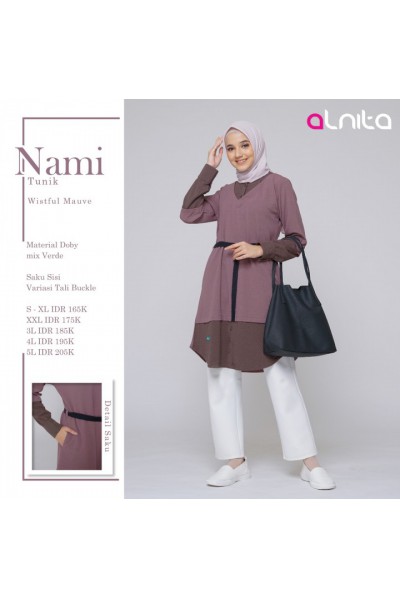 alnita
Nami
Tunik
Wistful Mauve
Material Doby
mix Verde
Saku Sisi
Variasi Tali Buckle
S - XL IDR 165K
XXL IDR 175K
3L IDR 185K
4L IDR 195K
5L IDR 205K
Detail Saku